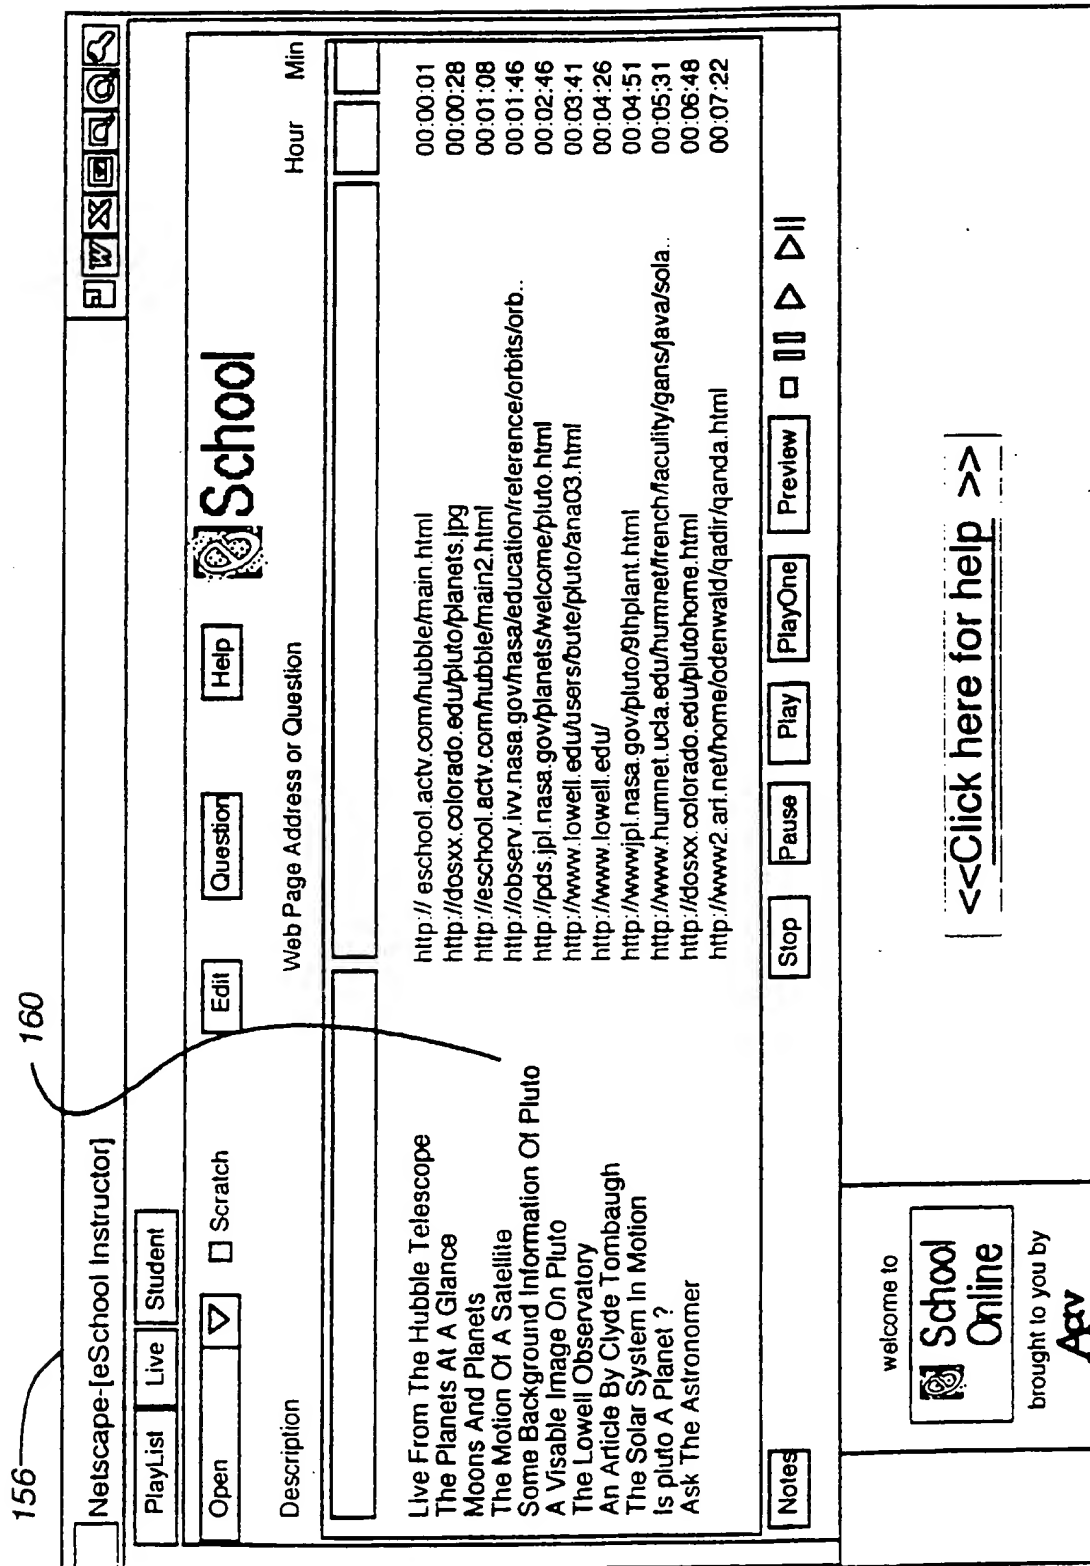 156
160
Netscape-[eSchool Instructor]
W X
PlayList Live Student
Open Scratch Edit Question Help School
Description Web Page Address or Question Hour Min
Live From The Hubble Telescope http:// eschool.actv.com/hubble/main.html 00:00:01
The Planets At A Glance http://dosxx.colorado.edu/pluto/planets.jpg 00:00:28
Moons And Planets http://eschool.actv.com/hubble/main2.html 00:01:08
The Motion Of A Satellite http://observ.ivv.nasa.gov/nasa/education/reference/orbits/orb.. 00:01:46
Some Background Information Of Pluto http://pds.jpl.nasa.gov/planets/welcome/pluto.html 00:02:46
A Visable Image On Pluto http://www.lowell.edu/users/bute/pluto/ana03.html 00:03:41
The Lowell Observatory http://www.lowell.edu/ 00:04:26
An Article By Clyde Tombaugh http://wwwjpl.nasa.gov/pluto/9thplant.html 00:04:51
The Solar System In Motion http://www.humnet.ucla.edu/humnet/french/faculity/gans/java/sola.. 00:05;31
Is pluto A Planet ? http://dosxx.colorado.edu/plutohome.html 00:06:48
Ask The Astronomer http://www2.ari.net/home/odenwald/qadir/qanda.html 00:07:22
Notes Stop Pause Play PlayOne Preview
welcome to
School
Online
brought to you by
<<Click here for help >>